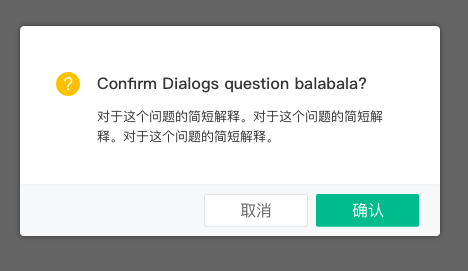 ?
Confirm Dialogs question balabala?
对于这个问题的简短解释。对于这个问题的简短解
释。对于这个问题的简短解释。
取消
确认